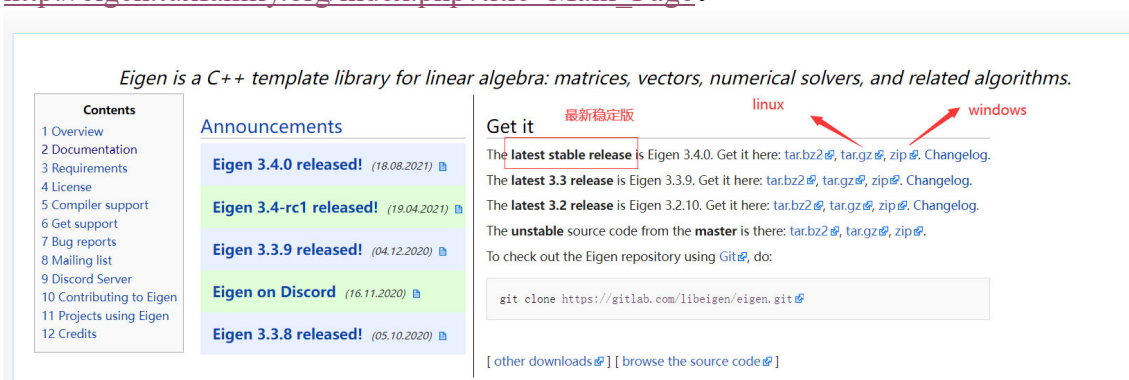 Eigen is a C++ template library for linear algebra: matrices, vectors, numerical solvers, and related algorithms.
Contents
1 Overview
2 Documentation
3 Requirements
4 License
5 Compiler support
6 Get support
7 Bug reports
8 Mailing list
9 Discord Server
10 Contributing to Eigen
11 Projects using Eigen
12 Credits
Announcements
Eigen 3.4.0 released! (18.08.2021)
Eigen 3.4-rc1 released! (19.04.2021)
Eigen 3.3.9 released! (04.12.2020)
Eigen on Discord (16.11.2020)
Eigen 3.3.8 released! (05.10.2020)
linux
windows
最新稳定版
Get it
The latest stable release is Eigen 3.4.0. Get it here: tar.bz2, tar.gz, zip. Changelog.
The latest 3.3 release is Eigen 3.3.9. Get it here: tar.bz2, tar.gz, zip. Changelog.
The latest 3.2 release is Eigen 3.2.10. Get it here: tar.bz2, tar.gz, zip. Changelog.
The unstable source code from the master is there: tar.bz2, tar.gz, zip.
To check out the Eigen repository using Git, do:
git clone https://gitlab.com/libeigen/eigen.git
[ other downloads ] [ browse the source code ]